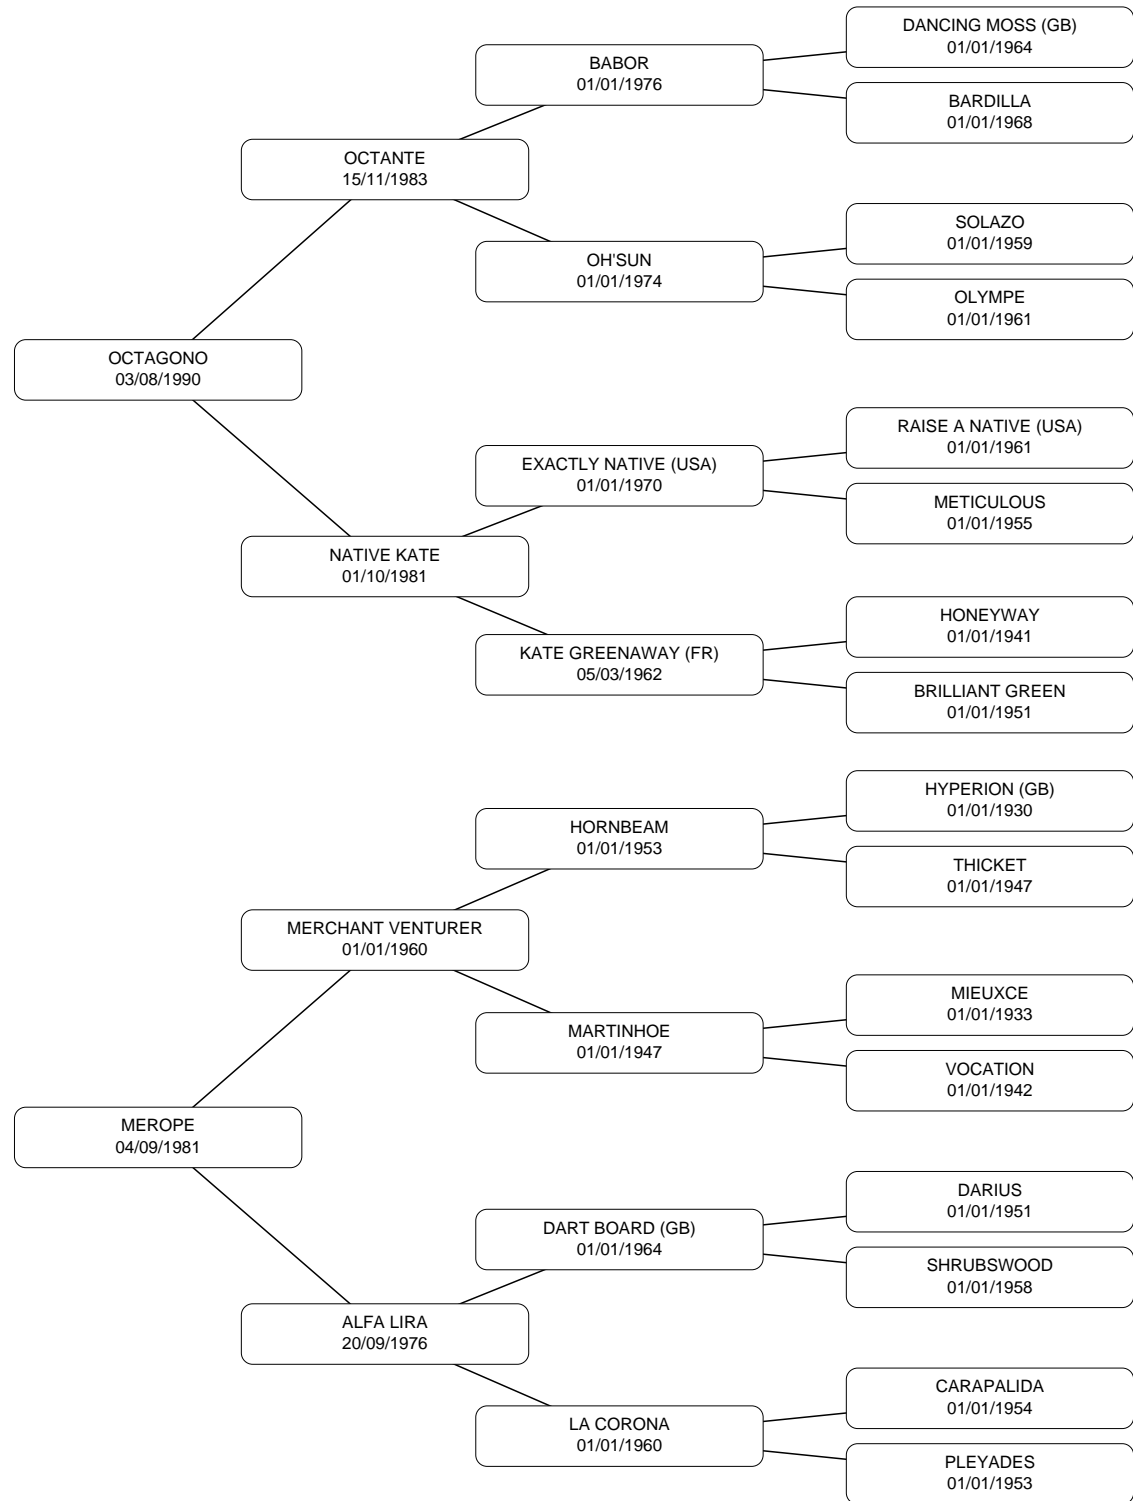 DANCING MOSS (GB)
01/01/1964
BABOR
01/01/1976
BARDILLA
01/01/1968
OCTANTE
15/11/1983
SOLAZO
01/01/1959
OH'SUN
01/01/1974
OLYMPE
01/01/1961
OCTAGONO
03/08/1990
RAISE A NATIVE (USA)
01/01/1961
EXACTLY NATIVE (USA)
01/01/1970
METICULOUS
01/01/1955
NATIVE KATE
01/10/1981
HONEYWAY
01/01/1941
KATE GREENAWAY (FR)
05/03/1962
BRILLIANT GREEN
01/01/1951
HYPERION (GB)
01/01/1930
HORNBEAM
01/01/1953
THICKET
01/01/1947
MERCHANT VENTURER
01/01/1960
MIEUXCE
01/01/1933
MARTINHOE
01/01/1947
VOCATION
01/01/1942
MEROPE
04/09/1981
DARIUS
01/01/1951
DART BOARD (GB)
01/01/1964
SHRUBSWOOD
01/01/1958
ALFA LIRA
20/09/1976
CARAPALIDA
01/01/1954
LA CORONA
01/01/1960
PLEYADES
01/01/1953